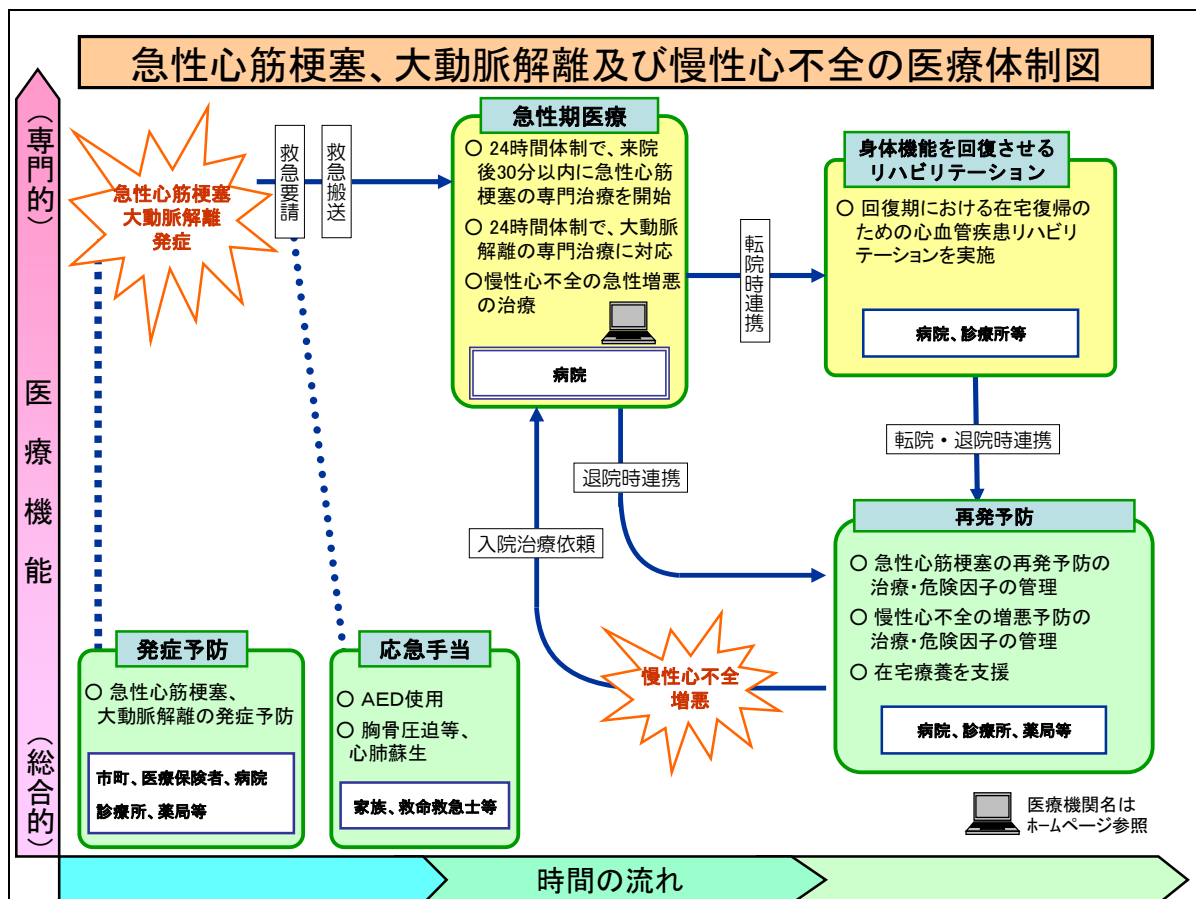 急性心筋梗塞、大動脈解離及び慢性心不全の医療体制図
(専門的)
医療機能
(総合的)
急性心筋梗塞
大動脈解離
発症
救急要請
救急搬送
急性期医療
○ 24時間体制で、来院
後30分以内に急性心筋
梗塞の専門治療を開始
○ 24時間体制で、大動脈
解離の専門治療に対応
○慢性心不全の急性増悪
の治療
病院
転院時連携
身体機能を回復させる
リハビリテーション
○ 回復期における在宅復帰の
ための心血管疾患リハビリ
テーションを実施
病院、診療所等
転院・退院時連携
退院時連携
入院治療依頼
再発予防
○ 急性心筋梗塞の再発予防の
治療・危険因子の管理
○ 慢性心不全の増悪予防の
治療・危険因子の管理
○ 在宅療養を支援
病院、診療所、薬局等
慢性心不全
増悪
発症予防
○ 急性心筋梗塞、
大動脈解離の発症予防
市町、医療保険者、病院
診療所、薬局等
応急手当
○ AED使用
○ 胸骨圧迫等、
心肺蘇生
家族、救命救急士等
医療機関名は
ホームページ参照
時間の流れ